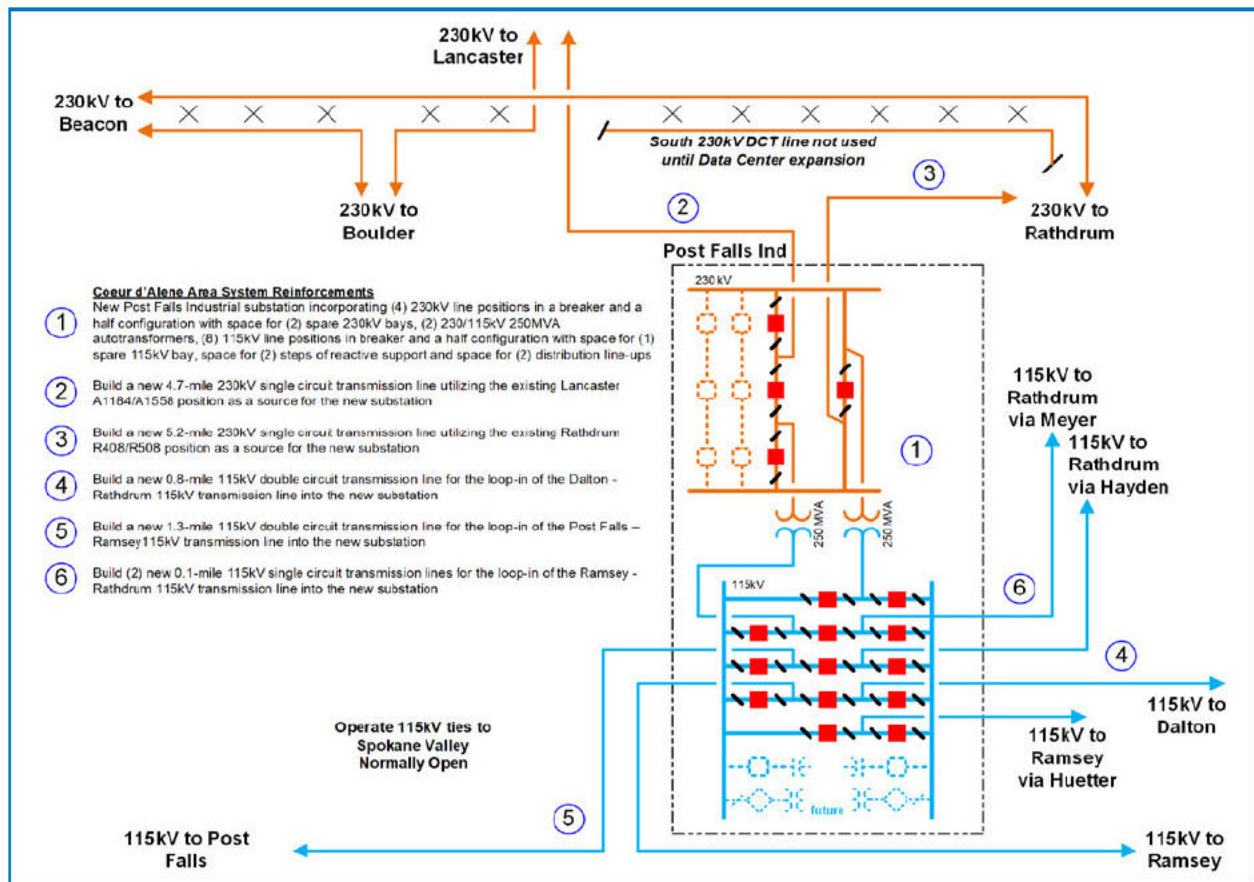 230kV to
Lancaster
230kV to
Beacon
South 230kV DCT line not used
until Data Center expansion
3
2
230kV to
Boulder
230kV to
Rathdrum
Post Falls Ind
230kV
Coeur d'Alene Area System Reinforcements
1
New Post Falls Industrial substation incorporating (4) 230kV line positions in a breaker and a
half configuration with space for (2) spare 230kV bays, (2) 230/115kV 250MVA
autotransformers, (8) 115kV line positions in breaker and a half configuration with space for (1)
spare 115kV bay, space for (2) steps of reactive support and space for (2) distribution line-ups
2
Build a new 4.7-mile 230kV single circuit transmission line utilizing the existing Lancaster
A1184/A1558 position as a source for the new substation
3
Build a new 5.2-mile 230kV single circuit transmission line utilizing the existing Rathdrum
R408/R508 position as a source for the new substation
4
Build a new 0.8-mile 115kV double circuit transmission line for the loop-in of the Dalton -
Rathdrum 115kV transmission line into the new substation
5
Build a new 1.3-mile 115kV double circuit transmission line for the loop-in of the Post Falls –
Ramsey115kV transmission line into the new substation
6
Build (2) new 0.1-mile 115kV single circuit transmission lines for the loop-in of the Ramsey -
Rathdrum 115kV transmission line into the new substation
115kV to
Rathdrum
via Meyer
115kV to
Rathdrum
via Hayden
1
250MVA
250MVA
115kV
6
4
115kV to
Dalton
115kV to
Ramsey
via Huetter
Operate 115kV ties to
Spokane Valley
Normally Open
future
5
115kV to Post
Falls
115kV to
Ramsey